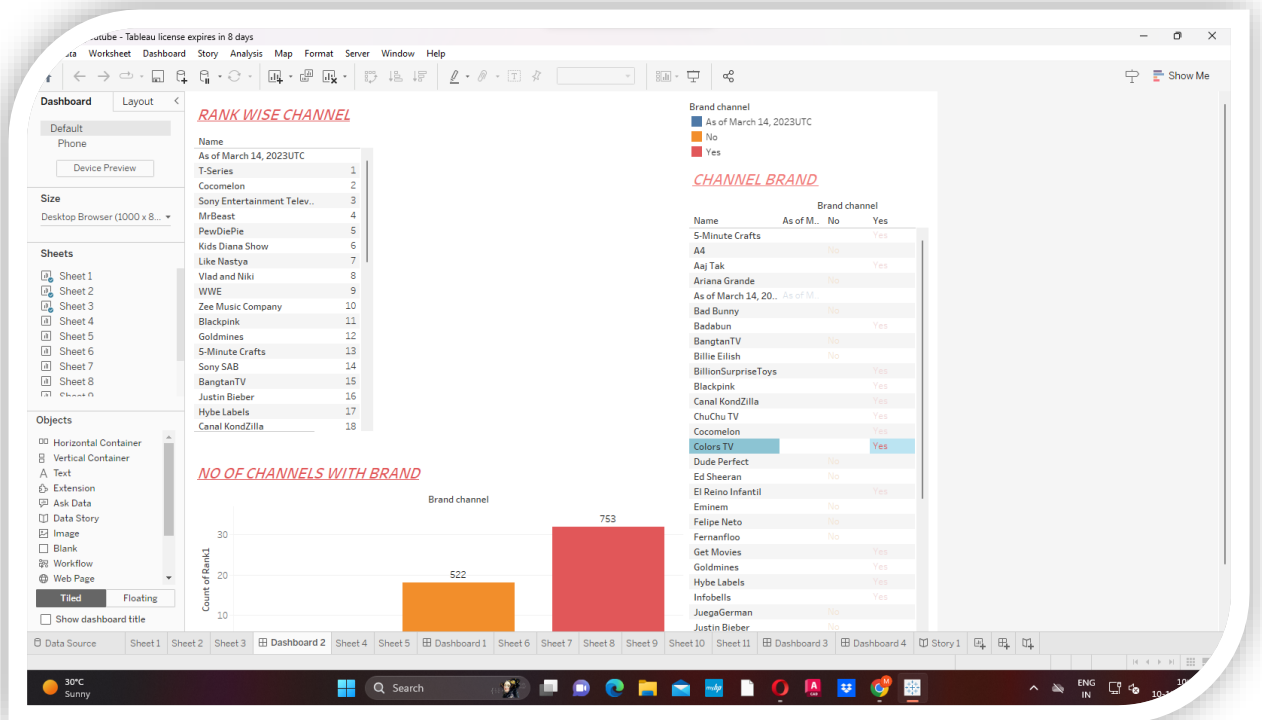 utube - Tableau license expires in 8 days
Worksheet Dashboard Story Analysis Map Format Server Window Help
Show Me
Dashboard Layout
Default
Phone
Device Preview
Size
Desktop Browser (1000 x 8...
Sheets
Sheet 1
Sheet 2
Sheet 3
Sheet 4
Sheet 5
Sheet 6
Sheet 7
Sheet 8
Objects
Horizontal Container
Vertical Container
Text
Extension
Ask Data
Data Story
Image
Blank
Workflow
Web Page
Tiled Floating
Show dashboard title
RANK WISE CHANNEL
Name
As of March 14, 2023UTC
T-Series 1
Cocomelon 2
Sony Entertainment Telev.. 3
MrBeast 4
PewDiePie 5
Kids Diana Show 6
Like Nastya 7
Vlad and Niki 8
WWE 9
Zee Music Company 10
Blackpink 11
Goldmines 12
5-Minute Crafts 13
Sony SAB 14
BangtanTV 15
Justin Bieber 16
Hybe Labels 17
Canal KondZilla 18
NO OF CHANNELS WITH BRAND
Brand channel
Count of Rank1
30
20
10
522
753
Brand channel
As of March 14, 2023UTC
No
Yes
CHANNEL BRAND
Brand channel
Name As of M.. No Yes
5-Minute Crafts Yes
A4 No
Aaj Tak Yes
Ariana Grande No
As of March 14, 20.. As of M..
Bad Bunny No
Badabun Yes
BangtanTV No
Billie Eilish No
BillionSurpriseToys Yes
Blackpink Yes
Canal KondZilla Yes
ChuChu TV Yes
Cocomelon Yes
Colors TV Yes
Dude Perfect No
Ed Sheeran No
El Reino Infantil Yes
Eminem No
Felipe Neto No
Fernanfloo No
Get Movies Yes
Goldmines Yes
Hybe Labels Yes
Infobells Yes
JuegaGerman No
Justin Bieber No
Data Source Sheet 1 Sheet 2 Sheet 3 Dashboard 2 Sheet 4 Sheet 5 Dashboard 1 Sheet 6 Sheet 7 Sheet 8 Sheet 9 Sheet 10 Sheet 11 Dashboard 3 Dashboard 4 Story 1
30°C
Sunny
Search
ENG
IN